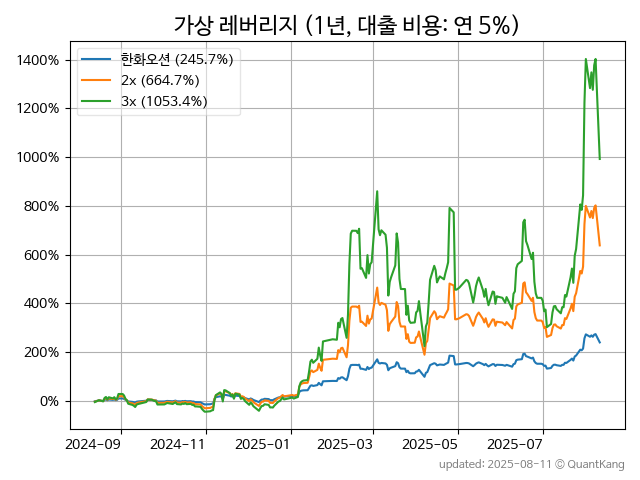 가상 레버리지 (1년, 대출 비용: 연 5%)
한화오션 (245.7%)
2x (664.7%)
3x (1053.4%)
1400%
1200%
1000%
800%
600%
400%
200%
0%
2024-09
2024-11
2025-01
2025-03
2025-05
2025-07
updated: 2025-08-11 © QuantKang